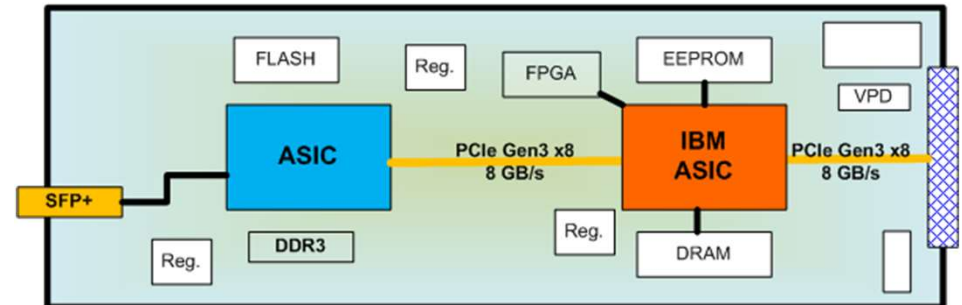 FLASH
Reg.
FPGA
EEPROM
VPD
ASIC
PCIe Gen3 x8
8 GB/s
IBM
ASIC
PCIe Gen3 x8
8 GB/s
SFP+
Reg.
DDR3
Reg.
DRAM